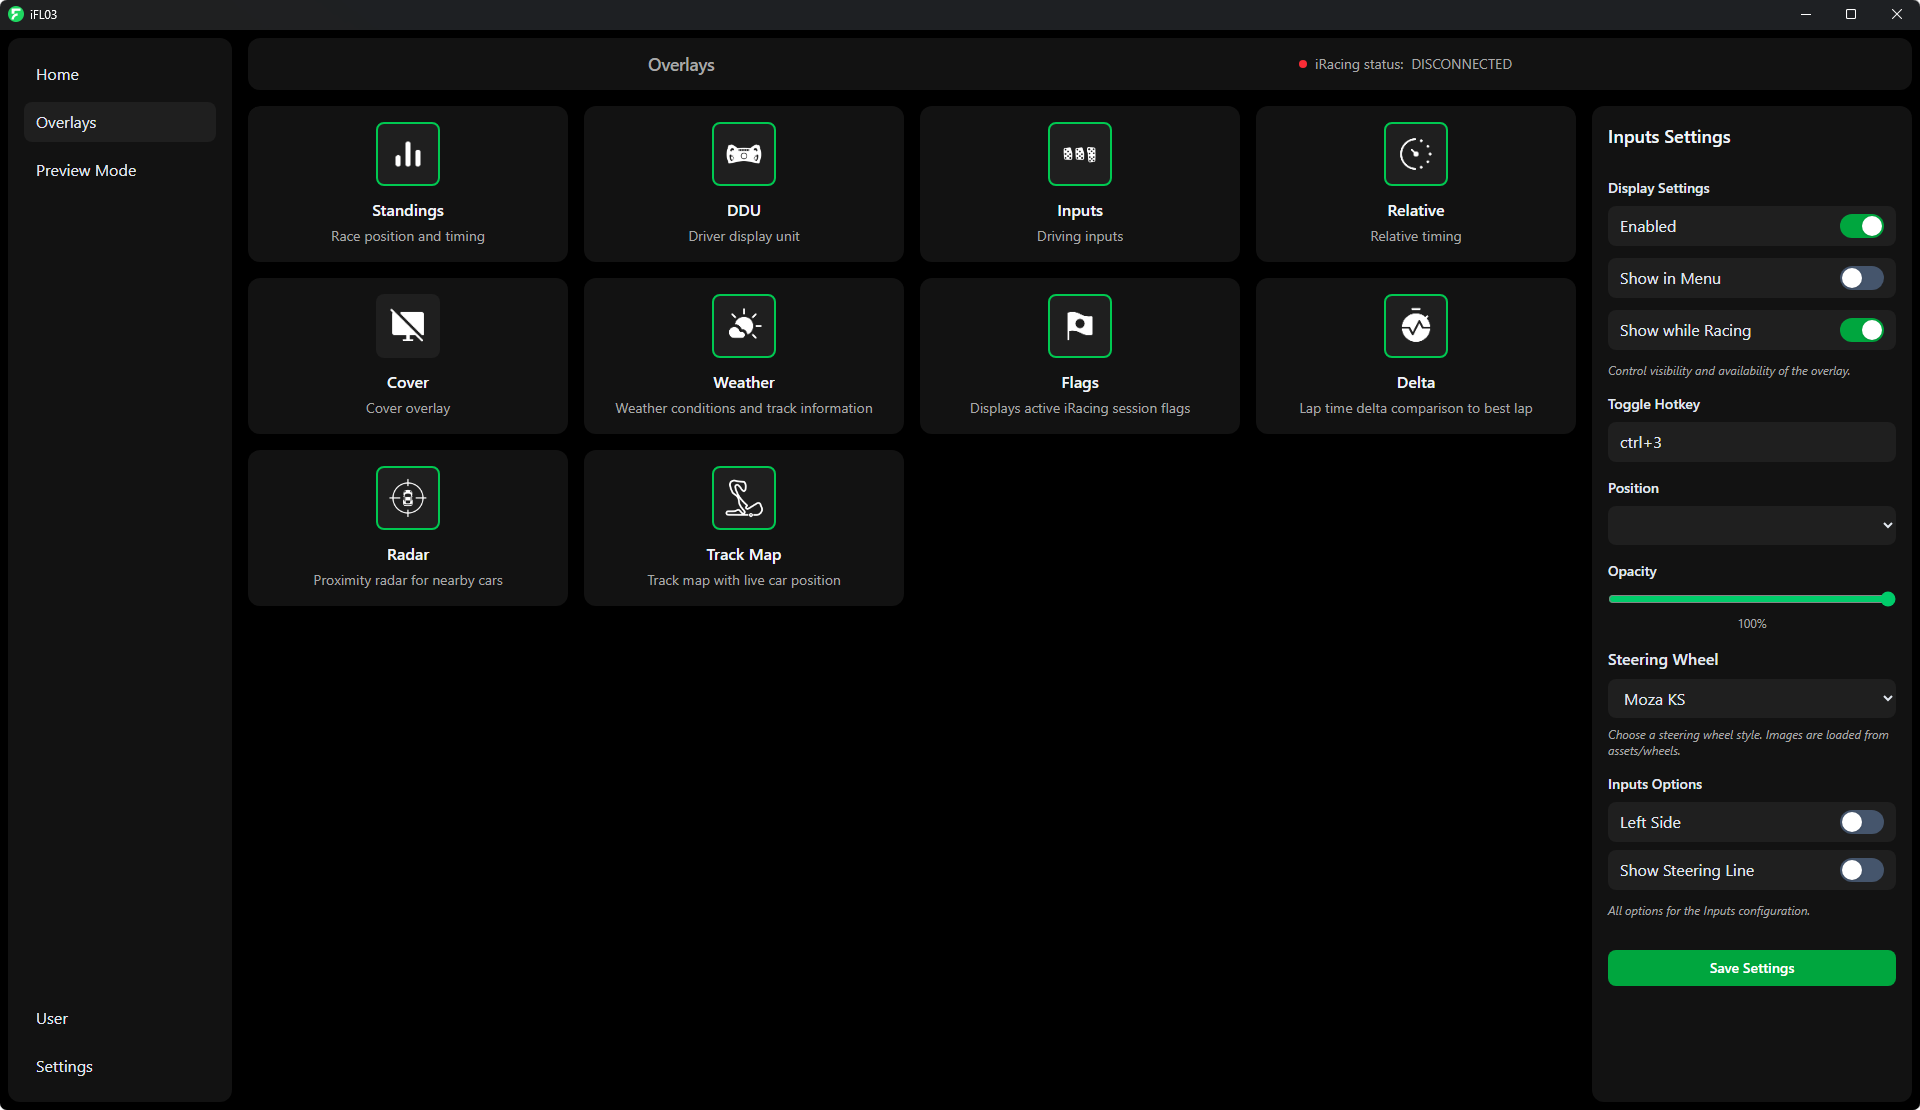 iFL03
Home
Overlays
Preview Mode
User
Settings
Overlays
iRacing status: DISCONNECTED
Standings
Race position and timing
DDU
Driver display unit
Inputs
Driving inputs
Relative
Relative timing
Cover
Cover overlay
Weather
Weather conditions and track information
Flags
Displays active iRacing session flags
Delta
Lap time delta comparison to best lap
Radar
Proximity radar for nearby cars
Track Map
Track map with live car position
Inputs Settings
Display Settings
Enabled
Show in Menu
Show while Racing
Control visibility and availability of the overlay.
Toggle Hotkey
ctrl+3
Position
Opacity
100%
Steering Wheel
Moza KS
Choose a steering wheel style. Images are loaded from
assets/wheels.
Inputs Options
Left Side
Show Steering Line
All options for the Inputs configuration.
Save Settings